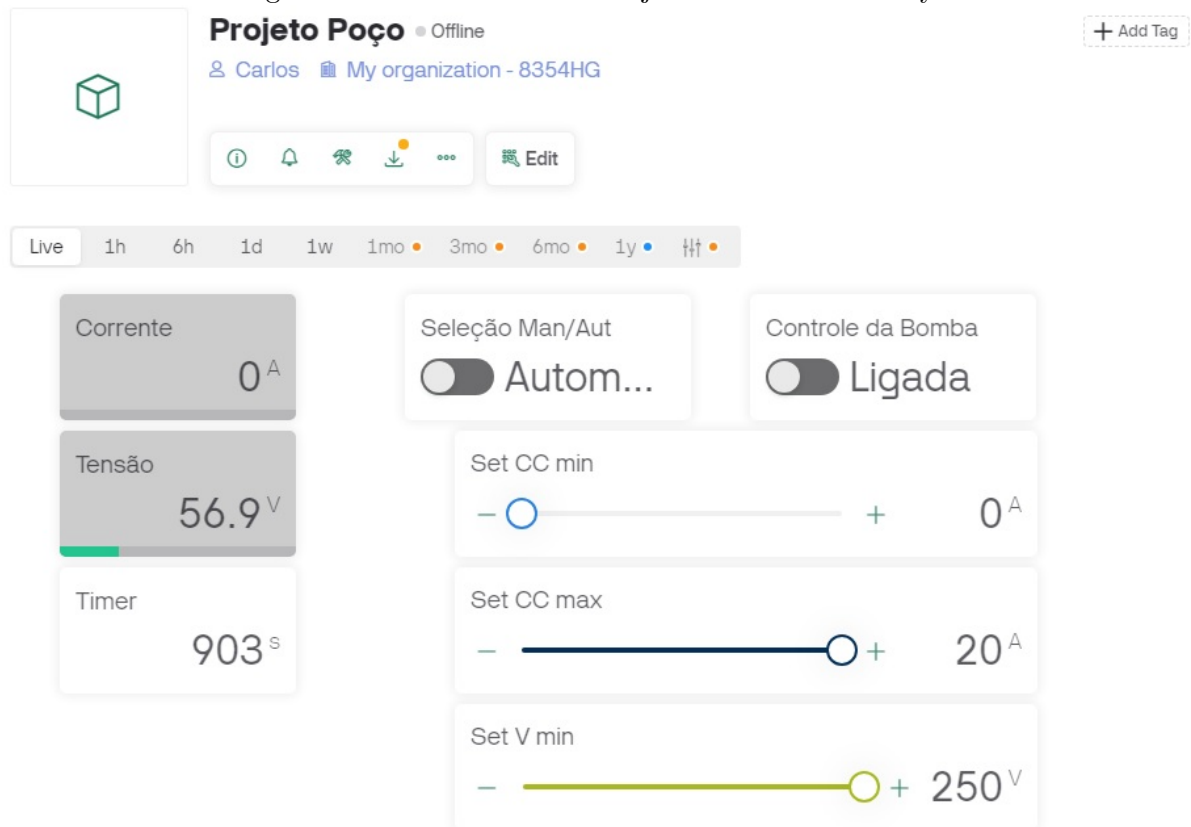 Projeto Poço Offline
+ Add Tag
Carlos My organization - 8354HG
Edit
Live 1h 6h 1d 1w 1mo 3mo 6mo 1y
Corrente
0 A
Seleção Man/Aut
Autom...
Controle da Bomba
Ligada
Tensão
56.9 V
Set CC min
− + 0 A
Timer
903 s
Set CC max
− + 20 A
Set V min
− + 250 V